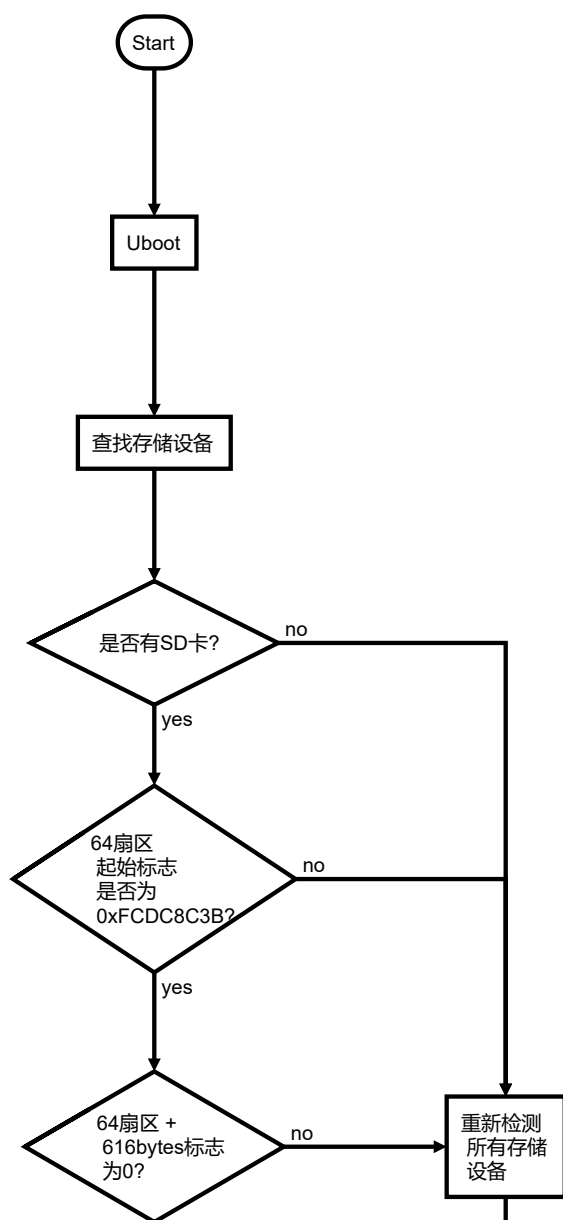 Start
Uboot
查找存储设备
是否有SD卡?
no
yes
64扇区
起始标志
是否为
0xFCDC8C3B?
no
yes
64扇区 +
616bytes标志
为0?
no
重新检测
所有存储
设备